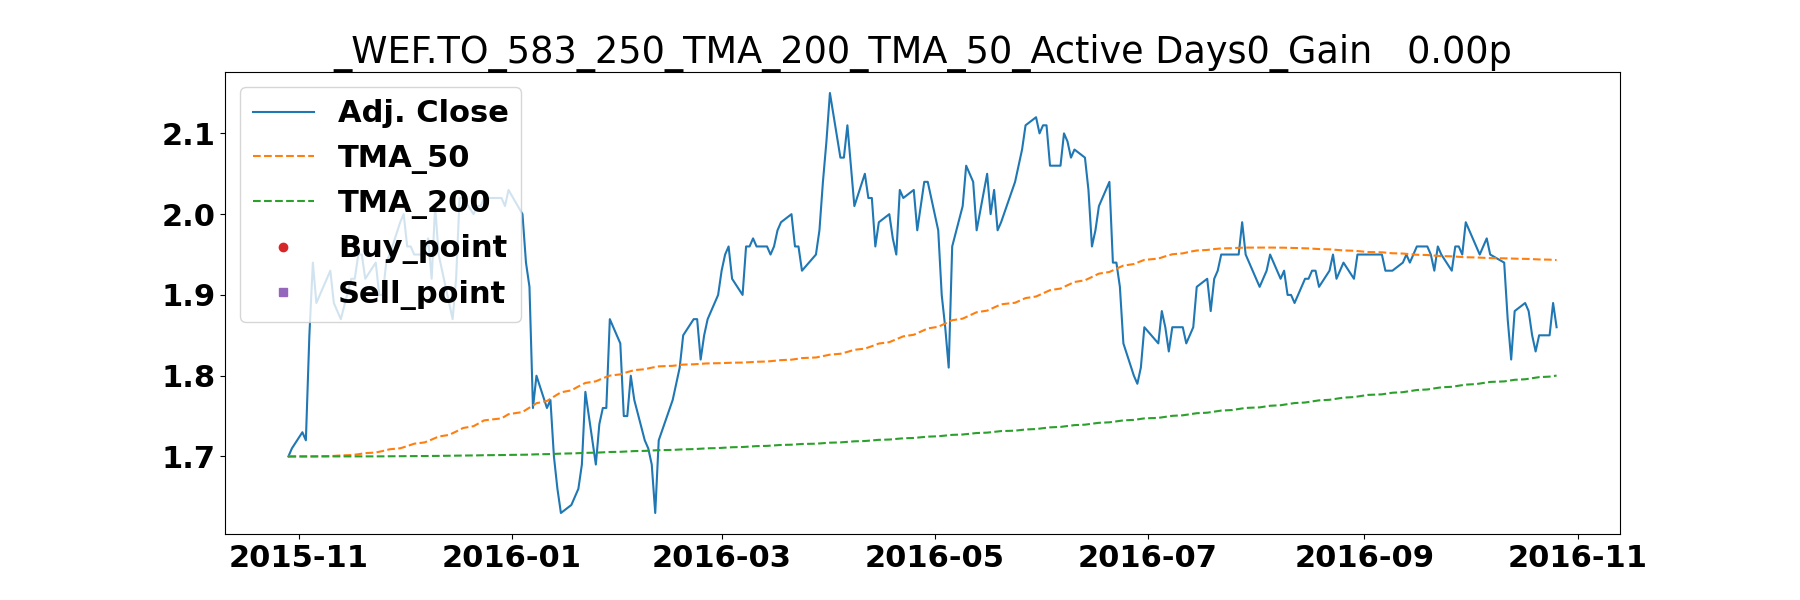 _WEF.TO_583_250_TMA_200_TMA_50_Active Days0_Gain   0.00p
Adj. Close
TMA_50
TMA_200
Buy_point
Sell_point
2.1
2.0
1.9
1.8
1.7
2015-11 2016-01 2016-03 2016-05 2016-07 2016-09 2016-11